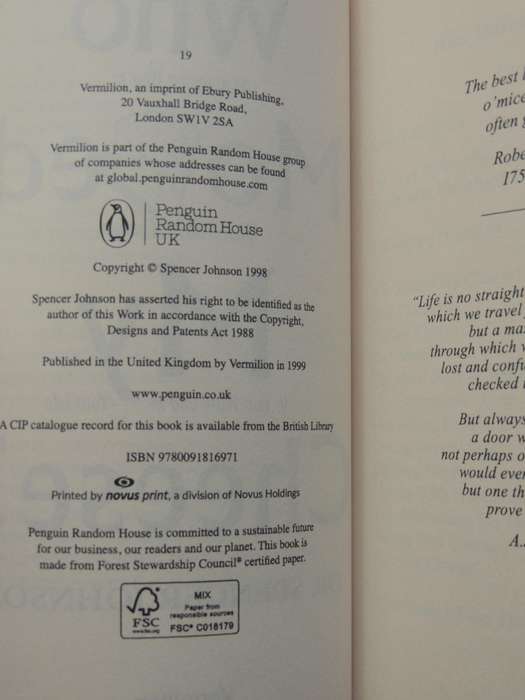 19
Vermilion, an imprint of Ebury Publishing,
20 Vauxhall Bridge Road,
London SW1V 2SA
Vermilion is part of the Penguin Random House group
of companies whose addresses can be found
at global.penguinrandomhouse.com
Penguin
Random House
UK
Copyright © Spencer Johnson 1998
Spencer Johnson has asserted his right to be identified as the
author of this Work in accordance with the Copyright,
Designs and Patents Act 1988
Published in the United Kingdom by Vermilion in 1999
www.penguin.co.uk
A CIP catalogue record for this book is available from the British Library
ISBN 9780091816971
Printed by novus print, a division of Novus Holdings
Penguin Random House is committed to a sustainable future
for our business, our readers and our planet. This book is
made from Forest Stewardship Council® certified paper.
MIX
Paper from
responsible sources
FSC
www.fsc.org
FSC® C018179
The best
o'mice
often
Robe
175
"Life is no straight
which we travel
but a ma
through which
lost and confu
checked
But always
a door w
not perhaps o
would ever
but one th
prove
A.